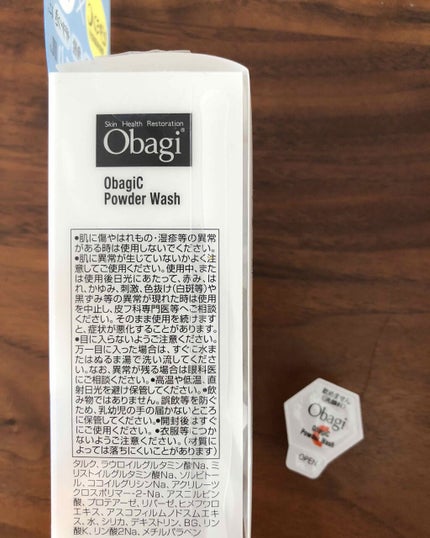 Skin Health Restoration
Obagi®
ObagiC
Powder Wash
●肌に傷やはれもの・湿疹等の異常
がある時は使用しないでください。
●肌に異常が生じていないかよく注
意してご使用ください。使用中、また
は使用後日光にあたって、赤み、は
れ、かゆみ、刺激、色抜け(白斑等)や
黒ずみ等の異常が現れた時は使用
を中止し、皮フ科専門医等へご相談
ください。そのまま使用を続けます
と、症状が悪化することがあります。
●目に入らないようご注意ください。
万一目に入った場合は、すぐに水ま
たはぬるま湯で洗い流してくださ
い。なお、異常が残る場合は眼科医
にご相談ください。●高温や低温、直
射日光を避け保管してください。●飲
み物ではありません。誤飲等を防ぐ
ため、乳幼児の手の届かないところ
に保管してください。●開封後はすぐ
にご使用ください。●衣服等につか
ないようご注意ください。(材質に
よっては落ちにくいことがあります)
タルク、ラウロイルグルタミン酸Na、ミ
リストイルグルタミン酸Na、ソルビトー
ル、ココイルグリシンNa、アクリレーツ
クロスポリマー-2-Na、アスコルビン
酸、プロテアーゼ、リパーゼ、ヒメフウロ
エキス、アスコフィルムノドスムエキ
ス、水、シリカ、デキストリン、BG、リン
酸K、リン酸2Na、メチルパラベン
飲めません
(洗顔料)
Obagi
ObagiC
Powder Wash
OPEN